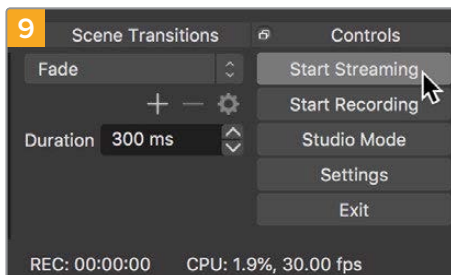 9
Scene Transitions
Controls
Fade
Start Streaming
Start Recording
Duration 300 ms
Studio Mode
Settings
Exit
REC: 00:00:00 CPU: 1.9%, 30.00 fps